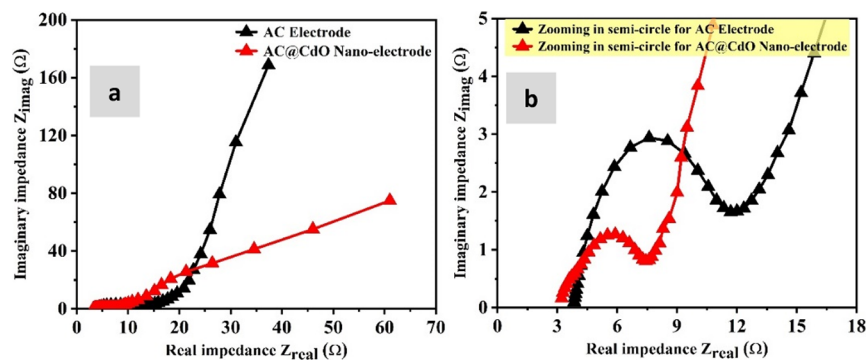 200
160
120
80
40
0
Imaginary impedance Zimag (Ω)
AC Electrode
AC@CdO Nano-electrode
a
0 10 20 30 40 50 60 70
Real impedance Zreal (Ω)
5
4
3
2
1
0
Imaginary impedance Zimag (Ω)
Zooming in semi-circle for AC Electrode
Zooming in semi-circle for AC@CdO Nano-electrode
b
0 3 6 9 12 15 18
Real impedance Zreal (Ω)